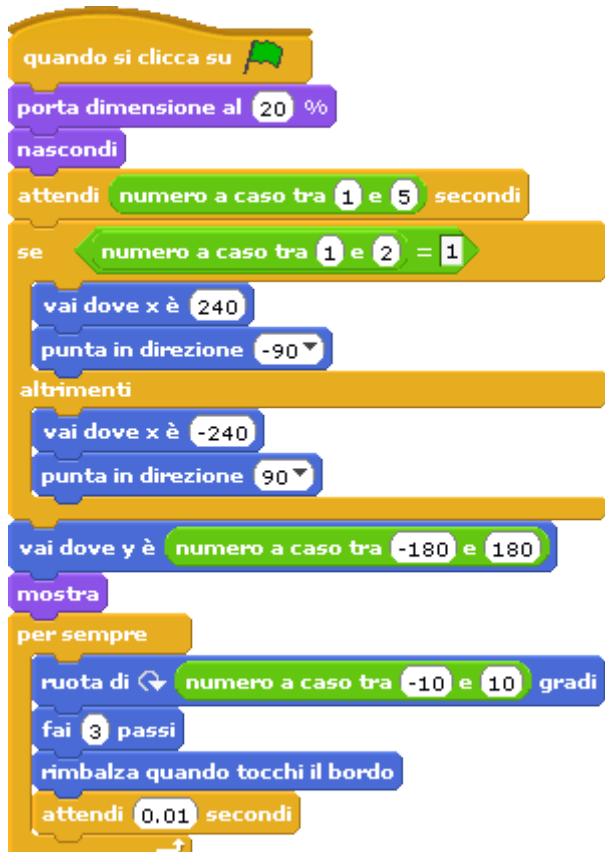 quando si clicca su
porta dimensione al 20 %
nascondi
attendi numero a caso tra 1 e 5 secondi
se numero a caso tra 1 e 2 = 1
vai dove x è 240
punta in direzione -90
altrimenti
vai dove x è -240
punta in direzione 90
vai dove y è numero a caso tra -180 e 180
mostra
per sempre
ruota di numero a caso tra -10 e 10 gradi
fai 3 passi
rimbalza quando tocchi il bordo
attendi 0.01 secondi